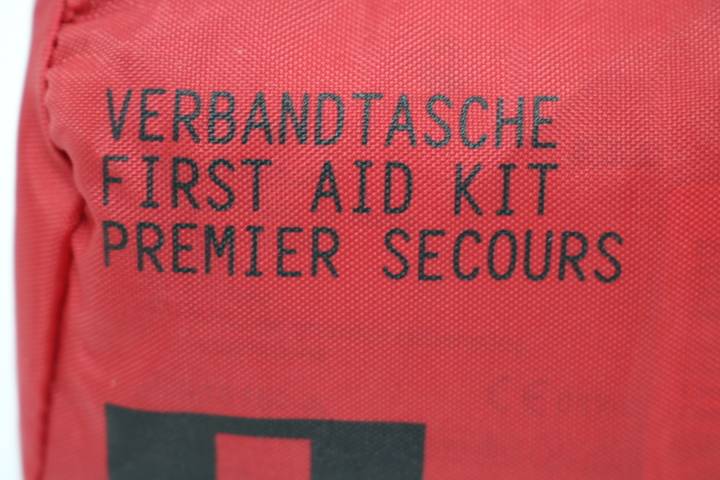 VERBANDTASCHE
FIRST AID KIT
PREMIER SECOURS